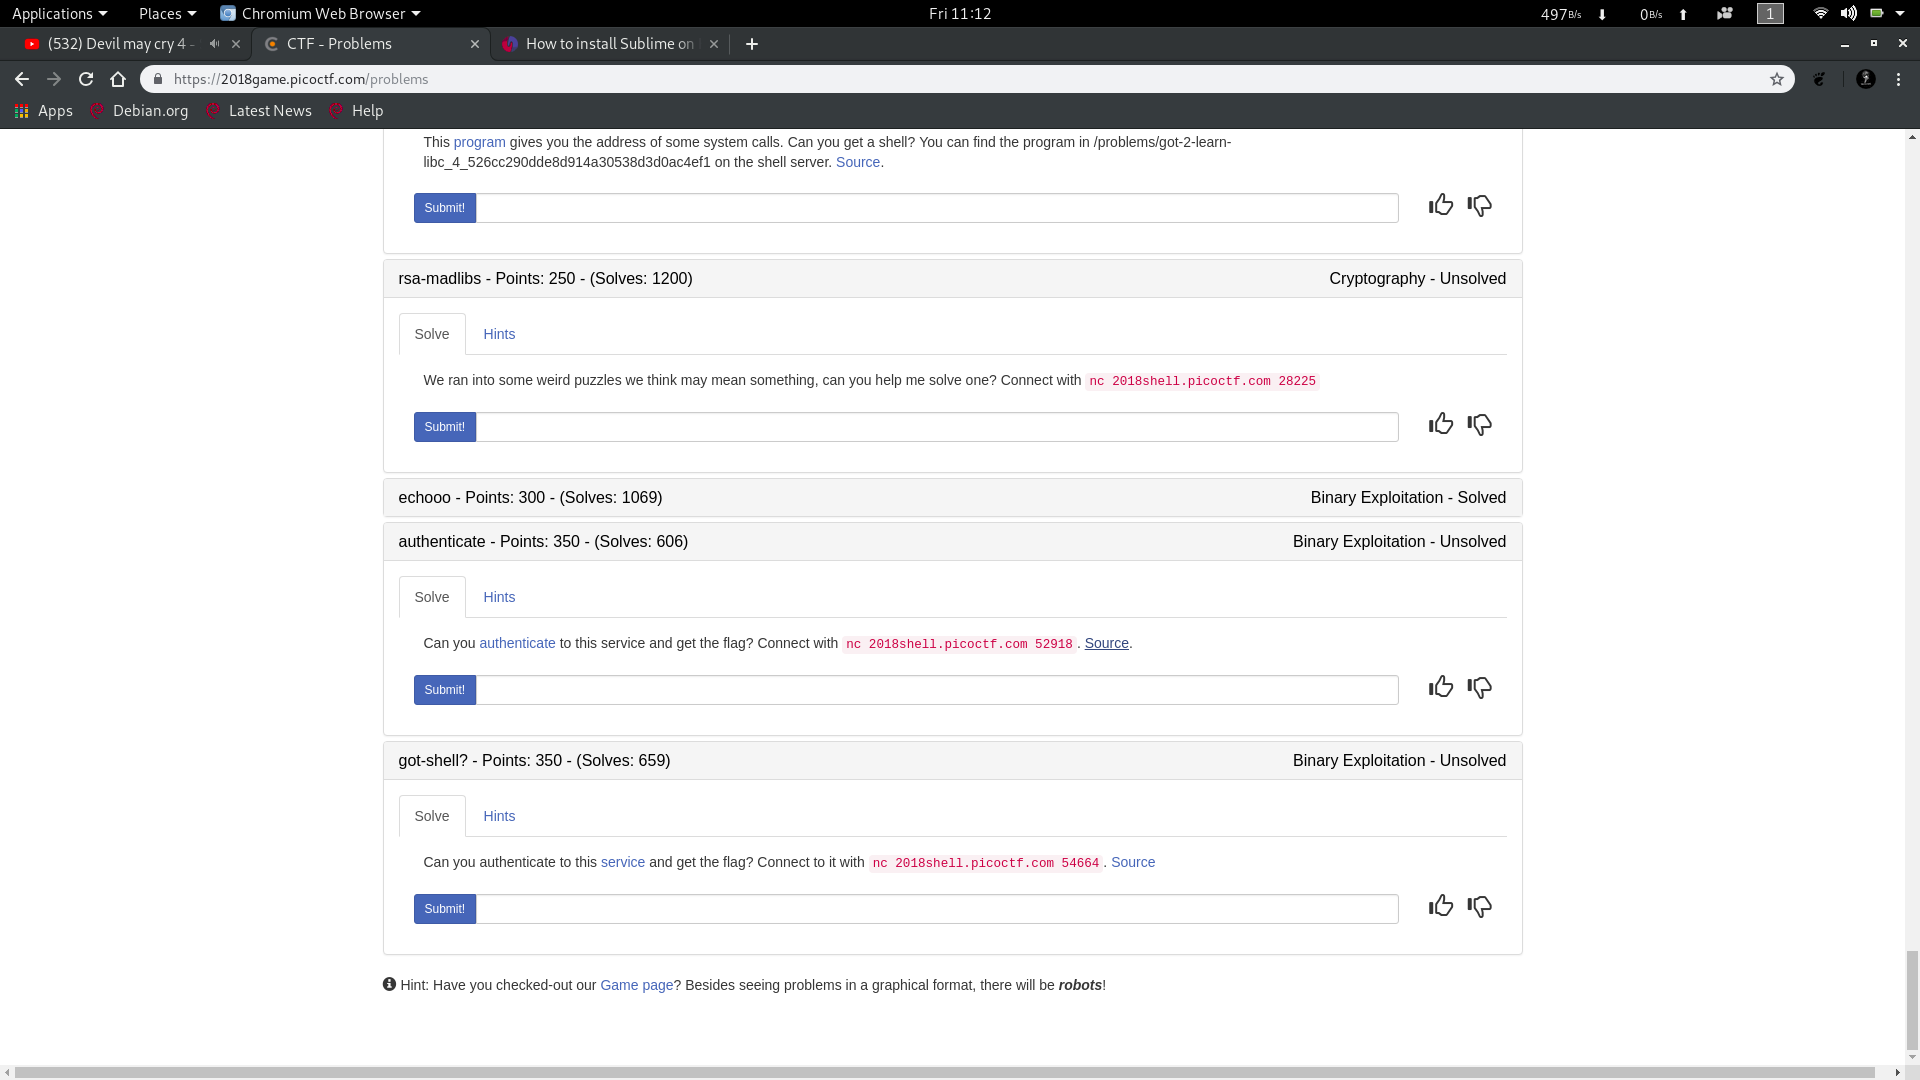 Applications Places Chromium Web Browser Fri 11:12 497B/s 0B/s 1
(532) Devil may cry 4 - CTF - Problems How to install Sublime on
https://2018game.picoctf.com/problems
Apps Debian.org Latest News Help
This program gives you the address of some system calls. Can you get a shell? You can find the program in /problems/got-2-learn-
libc_4_526cc290dde8d914a30538d3d0ac4ef1 on the shell server. Source.
Submit!
rsa-madlibs - Points: 250 - (Solves: 1200) Cryptography - Unsolved
Solve Hints
We ran into some weird puzzles we think may mean something, can you help me solve one? Connect with nc 2018shell.picoctf.com 28225
Submit!
echooo - Points: 300 - (Solves: 1069) Binary Exploitation - Solved
authenticate - Points: 350 - (Solves: 606) Binary Exploitation - Unsolved
Solve Hints
Can you authenticate to this service and get the flag? Connect with nc 2018shell.picoctf.com 52918. Source.
Submit!
got-shell? - Points: 350 - (Solves: 659) Binary Exploitation - Unsolved
Solve Hints
Can you authenticate to this service and get the flag? Connect to it with nc 2018shell.picoctf.com 54664. Source
Submit!
Hint: Have you checked-out our Game page? Besides seeing problems in a graphical format, there will be robots!